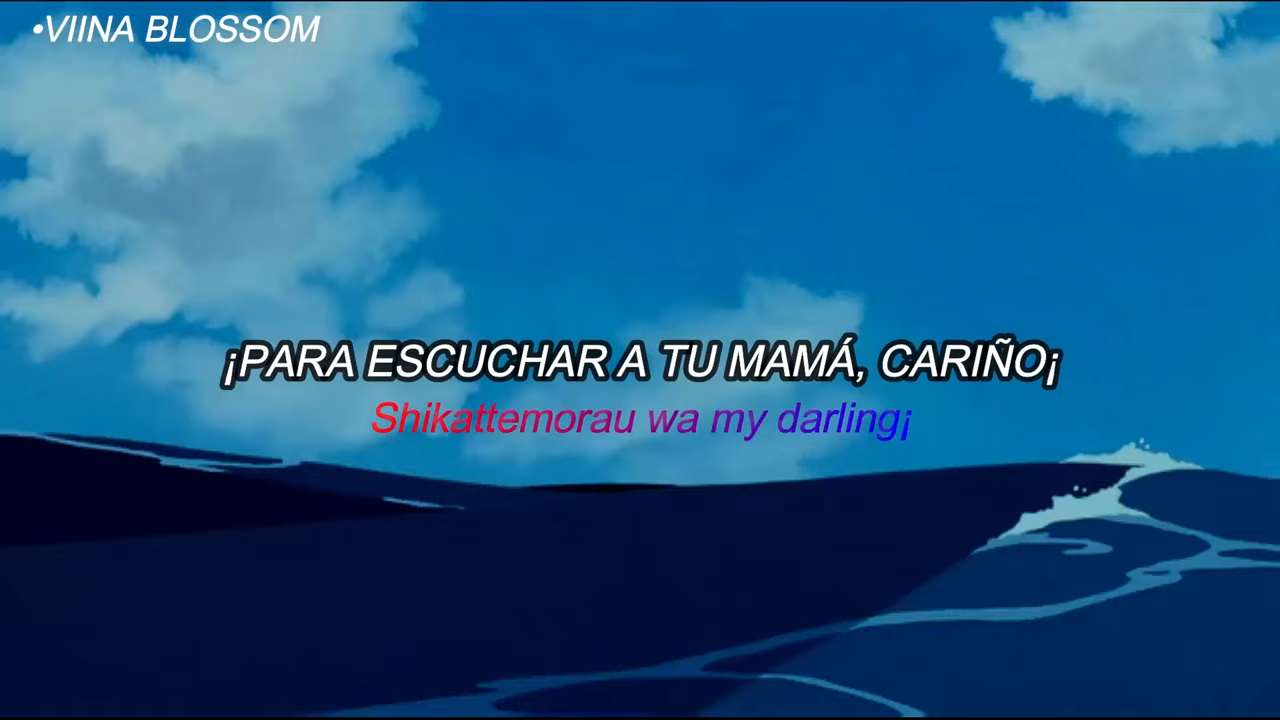 •VIINA BLOSSOM
¡PARA ESCUCHAR A TU MAMÁ, CARIÑO¡
Shikattemorau wa my darling¡